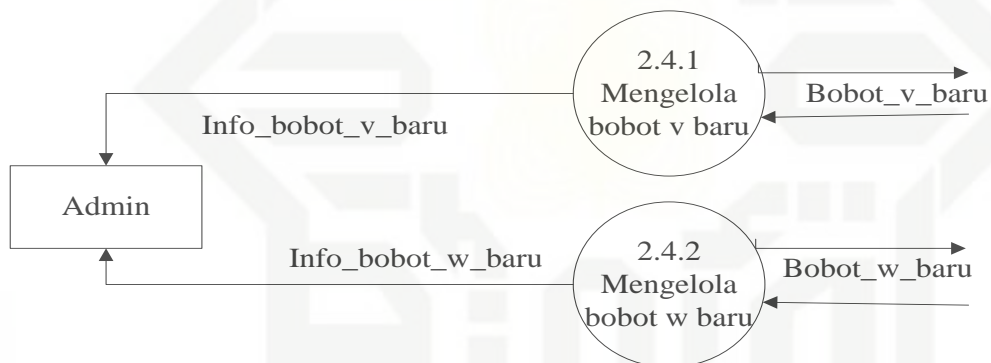 2.4.1
Mengelola
bobot v baru
Bobot_v_baru
Info_bobot_v_baru
Admin
2.4.2
Mengelola
bobot w baru
Info_bobot_w_baru
Bobot_w_baru